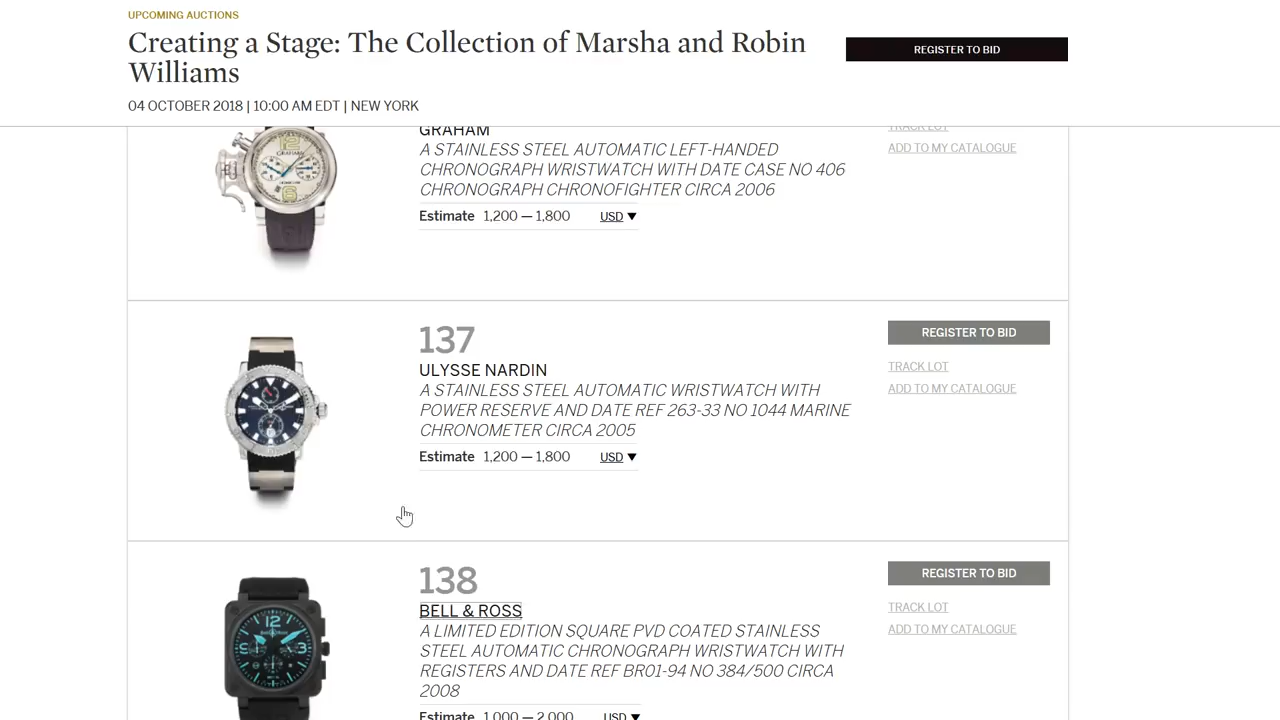 UPCOMING AUCTIONS
Creating a Stage: The Collection of Marsha and Robin
Williams
REGISTER TO BID
04 OCTOBER 2018 | 10:00 AM EDT | NEW YORK
GRAHAM
TRACK LOT
A STAINLESS STEEL AUTOMATIC LEFT-HANDED
ADD TO MY CATALOGUE
CHRONOGRAPH WRISTWATCH WITH DATE CASE NO 406
CHRONOGRAPH CHRONOFIGHTER CIRCA 2006
Estimate 1,200 — 1,800 USD ▼
137
REGISTER TO BID
ULYSSE NARDIN
TRACK LOT
A STAINLESS STEEL AUTOMATIC WRISTWATCH WITH
ADD TO MY CATALOGUE
POWER RESERVE AND DATE REF 263-33 NO 1044 MARINE
CHRONOMETER CIRCA 2005
Estimate 1,200 — 1,800 USD ▼
138
REGISTER TO BID
BELL & ROSS
TRACK LOT
A LIMITED EDITION SQUARE PVD COATED STAINLESS
ADD TO MY CATALOGUE
STEEL AUTOMATIC CHRONOGRAPH WRISTWATCH WITH
REGISTERS AND DATE REF BR01-94 NO 384/500 CIRCA
2008
Estimate 1,000 — 2,000 USD ▼